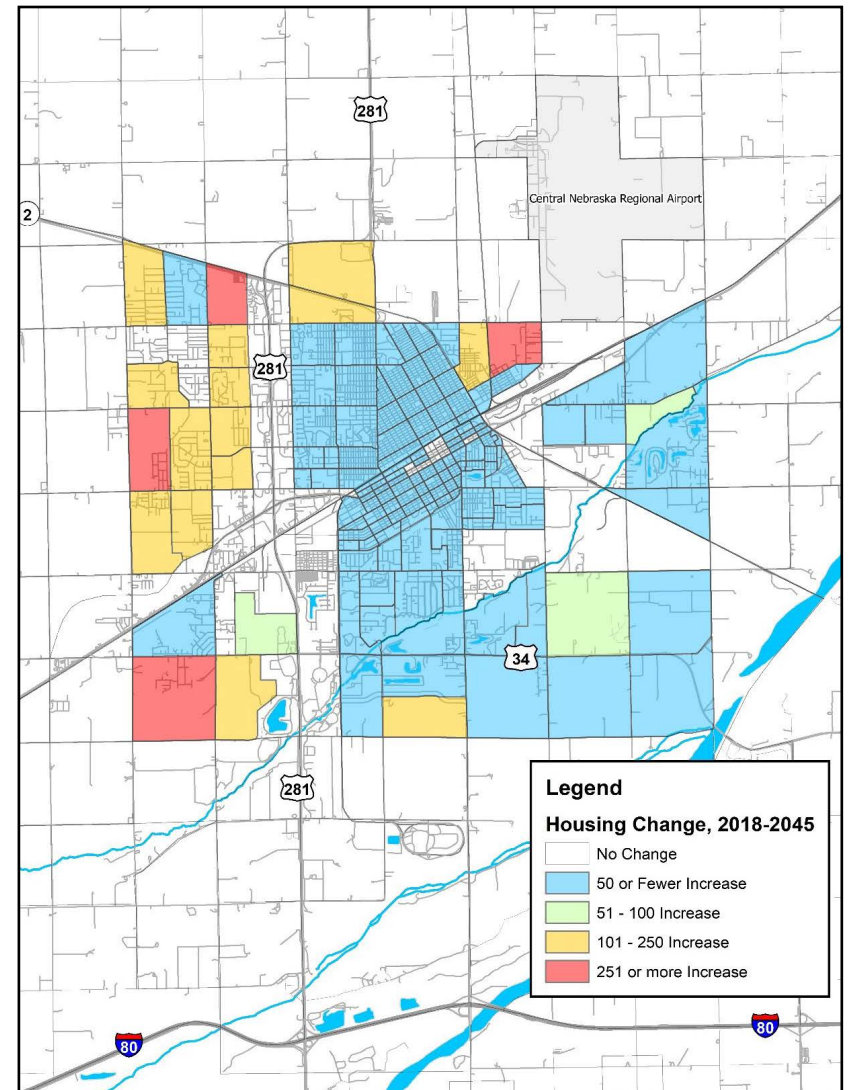 281
Central Nebraska Regional Airport
2
281
34
281
Legend
Housing Change, 2018-2045
No Change
50 or Fewer Increase
51 - 100 Increase
101 - 250 Increase
251 or more Increase
80
80